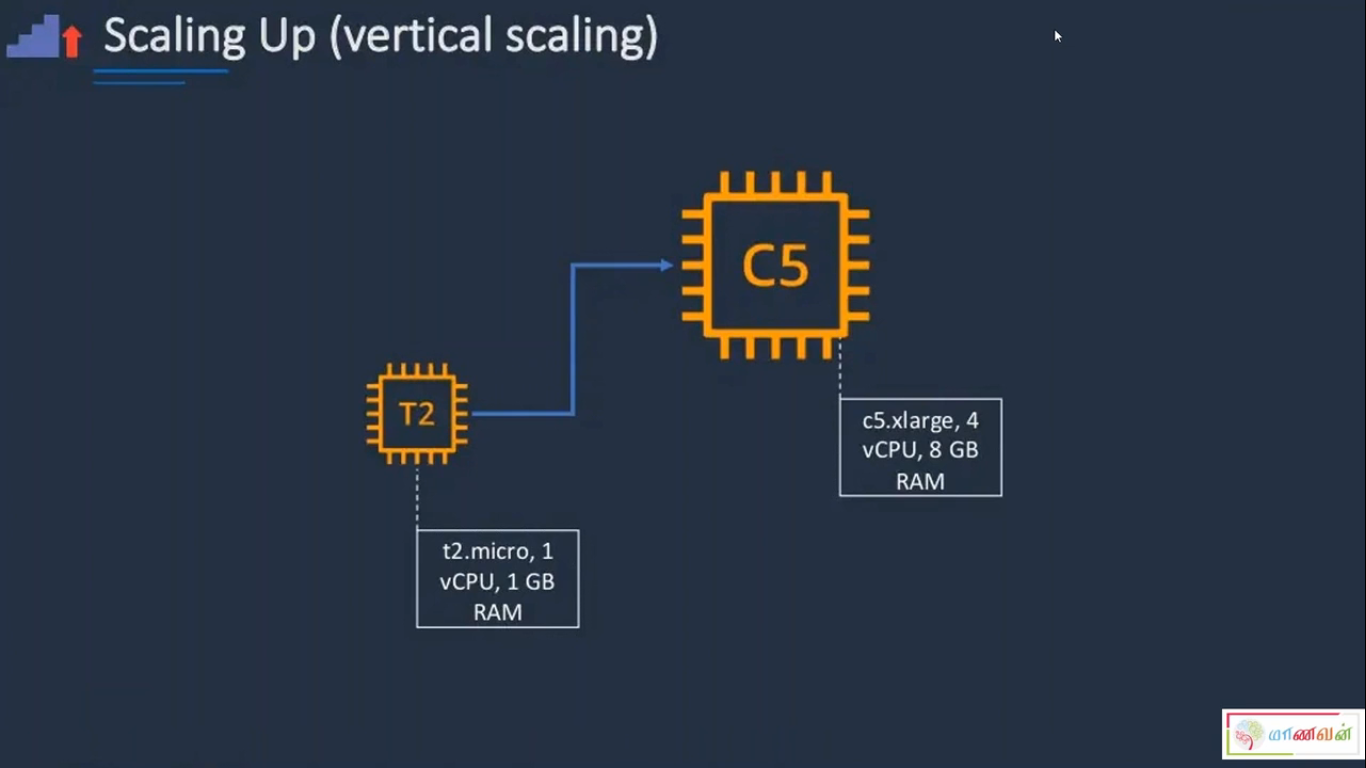 Scaling Up (vertical scaling)
C5
T2
c5.xlarge, 4
vCPU, 8 GB
RAM
t2.micro, 1
vCPU, 1 GB
RAM
மாணவன்